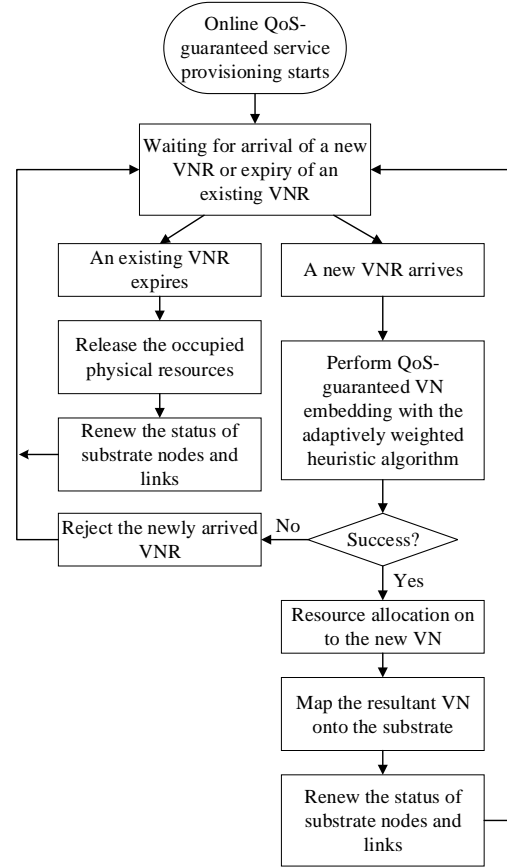 Online QoS-
guaranteed service
provisioning starts
Waiting for arrival of a new
VNR or expiry of an
existing VNR
An existing VNR
expires
A new VNR arrives
Release the occupied
physical resources
Perform QoS-
guaranteed VN
embedding with the
adaptively weighted
heuristic algorithm
Renew the status of
substrate nodes and
links
Reject the newly arrived
VNR
No
Success?
Yes
Resource allocation on
to the new VN
Map the resultant VN
onto the substrate
Renew the status of
substrate nodes and
links